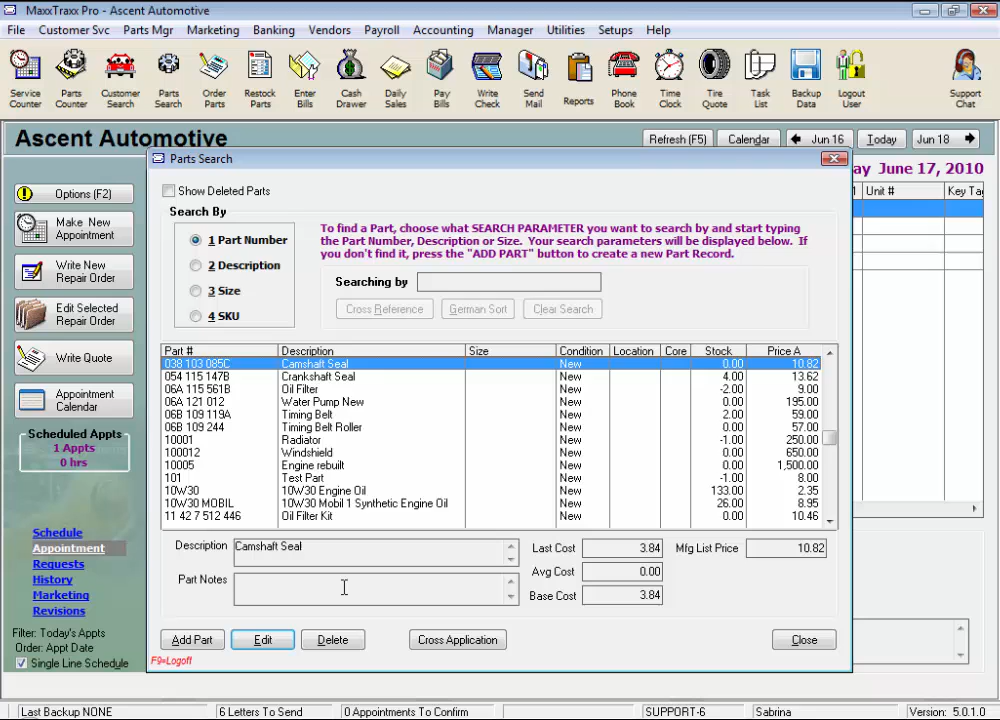 MaxxTraxx Pro - Ascent Automotive
File Customer Svc Parts Mgr Marketing Banking Vendors Payroll Accounting Manager Utilities Setups Help
Service Counter
Parts Counter
Customer Search
Parts Search
Order Parts
Restock Parts
Enter Bills
Cash Drawer
Daily Sales
Pay Bills
Write Check
Send Mail
Reports
Phone Book
Time Clock
Tire Quote
Task List
Backup Data
Logout User
Support Chat
Ascent Automotive
Refresh (F5) Calendar Jun 16 Today Jun 18
ay June 17, 2010
Unit # Key Tag
Options (F2)
Make New
Appointment
Write New
Repair Order
Edit Selected
Repair Order
Write Quote
Appointment
Calendar
Scheduled Appts
1 Appts
0 hrs
Schedule
Appointment
Requests
History
Marketing
Revisions
Filter: Today's Appts
Order: Appt Date
Single Line Schedule
Parts Search
Show Deleted Parts
Search By
1 Part Number
2 Description
3 Size
4 SKU
To find a Part, choose what SEARCH PARAMETER you want to search by and start typing
the Part Number, Description or Size. Your search parameters will be displayed below. If
you don't find it, press the "ADD PART" button to create a new Part Record.
Searching by
Cross Reference German Sort Clear Search
Part # Description Size Condition Location Core Stock Price A
038 103 085C Camshaft Seal New 0.00 10.82
054 115 147B Crankshaft Seal New 4.00 13.62
06A 115 561B Oil Filter New -2.00 9.00
06A 121 012 Water Pump New New 0.00 195.00
06B 109 119A Timing Belt New 2.00 59.00
06B 109 244 Timing Belt Roller New 0.00 57.00
10001 Radiator New -1.00 250.00
100012 Windshield New 0.00 650.00
10005 Engine rebuilt New 0.00 1,500.00
101 Test Part New -1.00 8.00
10W30 10W30 Engine Oil New 133.00 2.35
10W30 MOBIL 10W30 Mobil 1 Synthetic Engine Oil New 26.00 8.95
11 42 7 512 446 Oil Filter Kit New 0.00 10.46
Description Camshaft Seal Last Cost 3.84 Mfg List Price 10.82
Avg Cost 0.00
Part Notes
Base Cost 3.84
Add Part Edit Delete Cross Application Close
F9=Logoff
Last Backup NONE 6 Letters To Send 0 Appointments To Confirm SUPPORT-6 Sabrina Version: 5.0.1.0